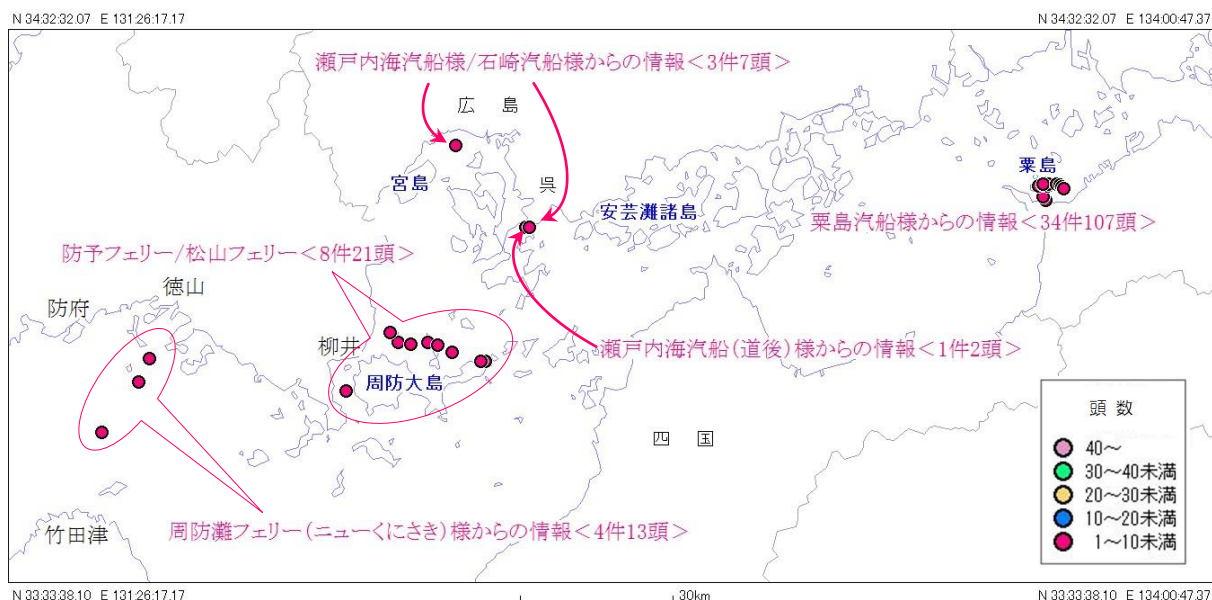 N 34:32:32.07 E 131:26:17.17
N 34:32:32.07 E 134:00:47.37
瀬戸内海汽船様/石崎汽船様からの情報<3件7頭>
広 島
宮島
呉
安芸灘諸島
粟島
粟島汽船様からの情報<34件107頭>
防予フェリー/松山フェリー<8件21頭>
徳山
防府
柳井
周防大島
瀬戸内海汽船(道後)様からの情報<1件2頭>
四 国
頭 数
40～
30～40未満
20～30未満
10～20未満
1～10未満
周防灘フェリー(ニューくにさき)様からの情報<4件13頭>
竹田津
N 33:33:38.10 E 131:26:17.17
30km
N 33:33:38.10 E 134:00:47.37